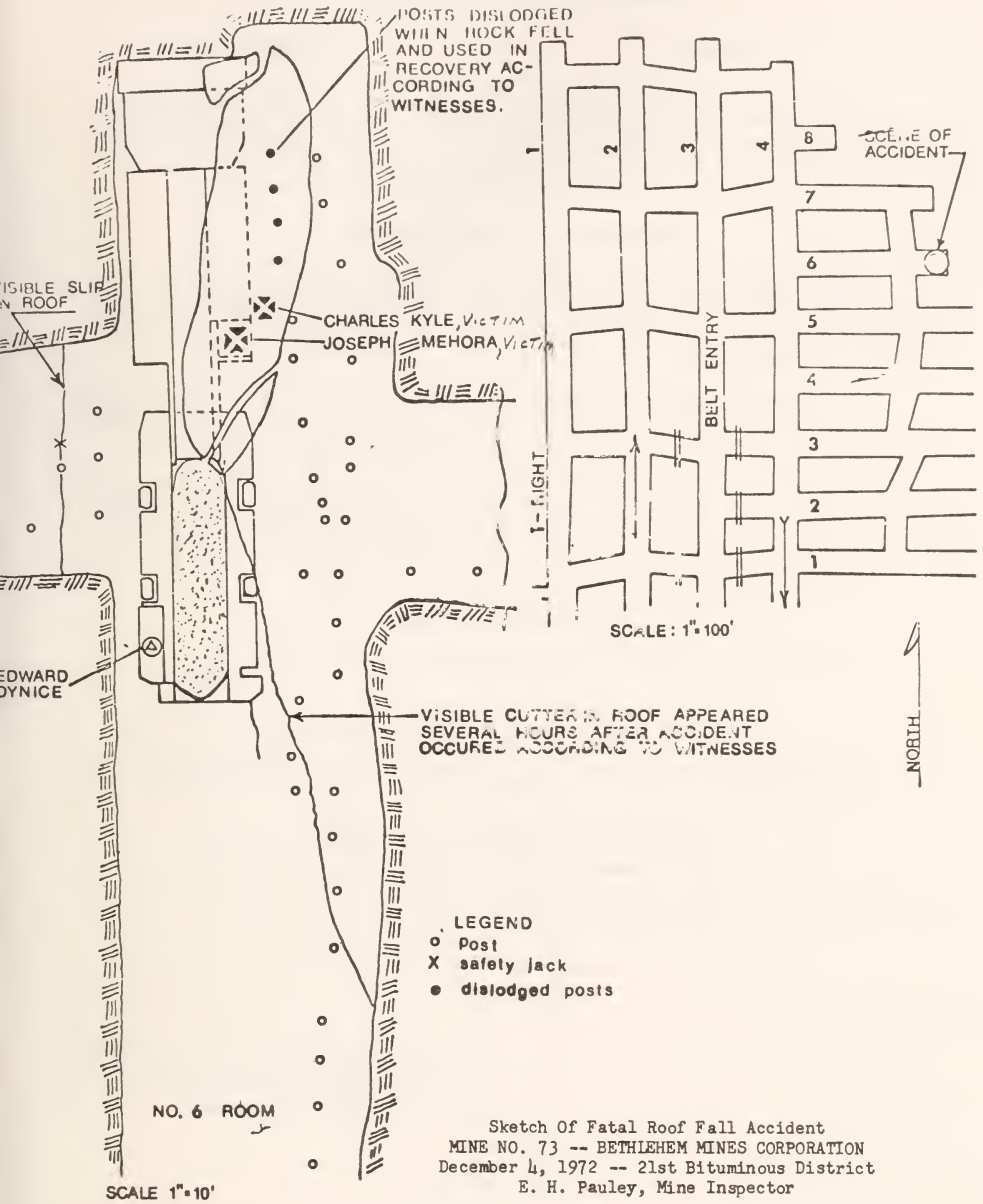 POSTS DISLODGED
WHEN ROCK FELL
AND USED IN
RECOVERY AC-
CORDING TO
WITNESSES.
1
2
3
4
8
SCENE OF
ACCIDENT
7
6
5
4
3
2
1
VISIBLE SLIP
IN ROOF
CHARLES KYLE, VICTIM
JOSEPH MEHORA, VICTIM
BELT ENTRY
RIGHT
SCALE: 1"=100'
EDWARD
DYNICE
VISIBLE CUTTER IN ROOF APPEARED
SEVERAL HOURS AFTER ACCIDENT
OCCURED ACCORDING TO WITNESSES
NORTH
LEGEND
o Post
X safety jack
● dislodged posts
NO. 6 ROOM
SCALE 1"=10'
Sketch Of Fatal Roof Fall Accident
MINE NO. 73 -- BETHLEHEM MINES CORPORATION
December 4, 1972 -- 21st Bituminous District
E. H. Pauley, Mine Inspector